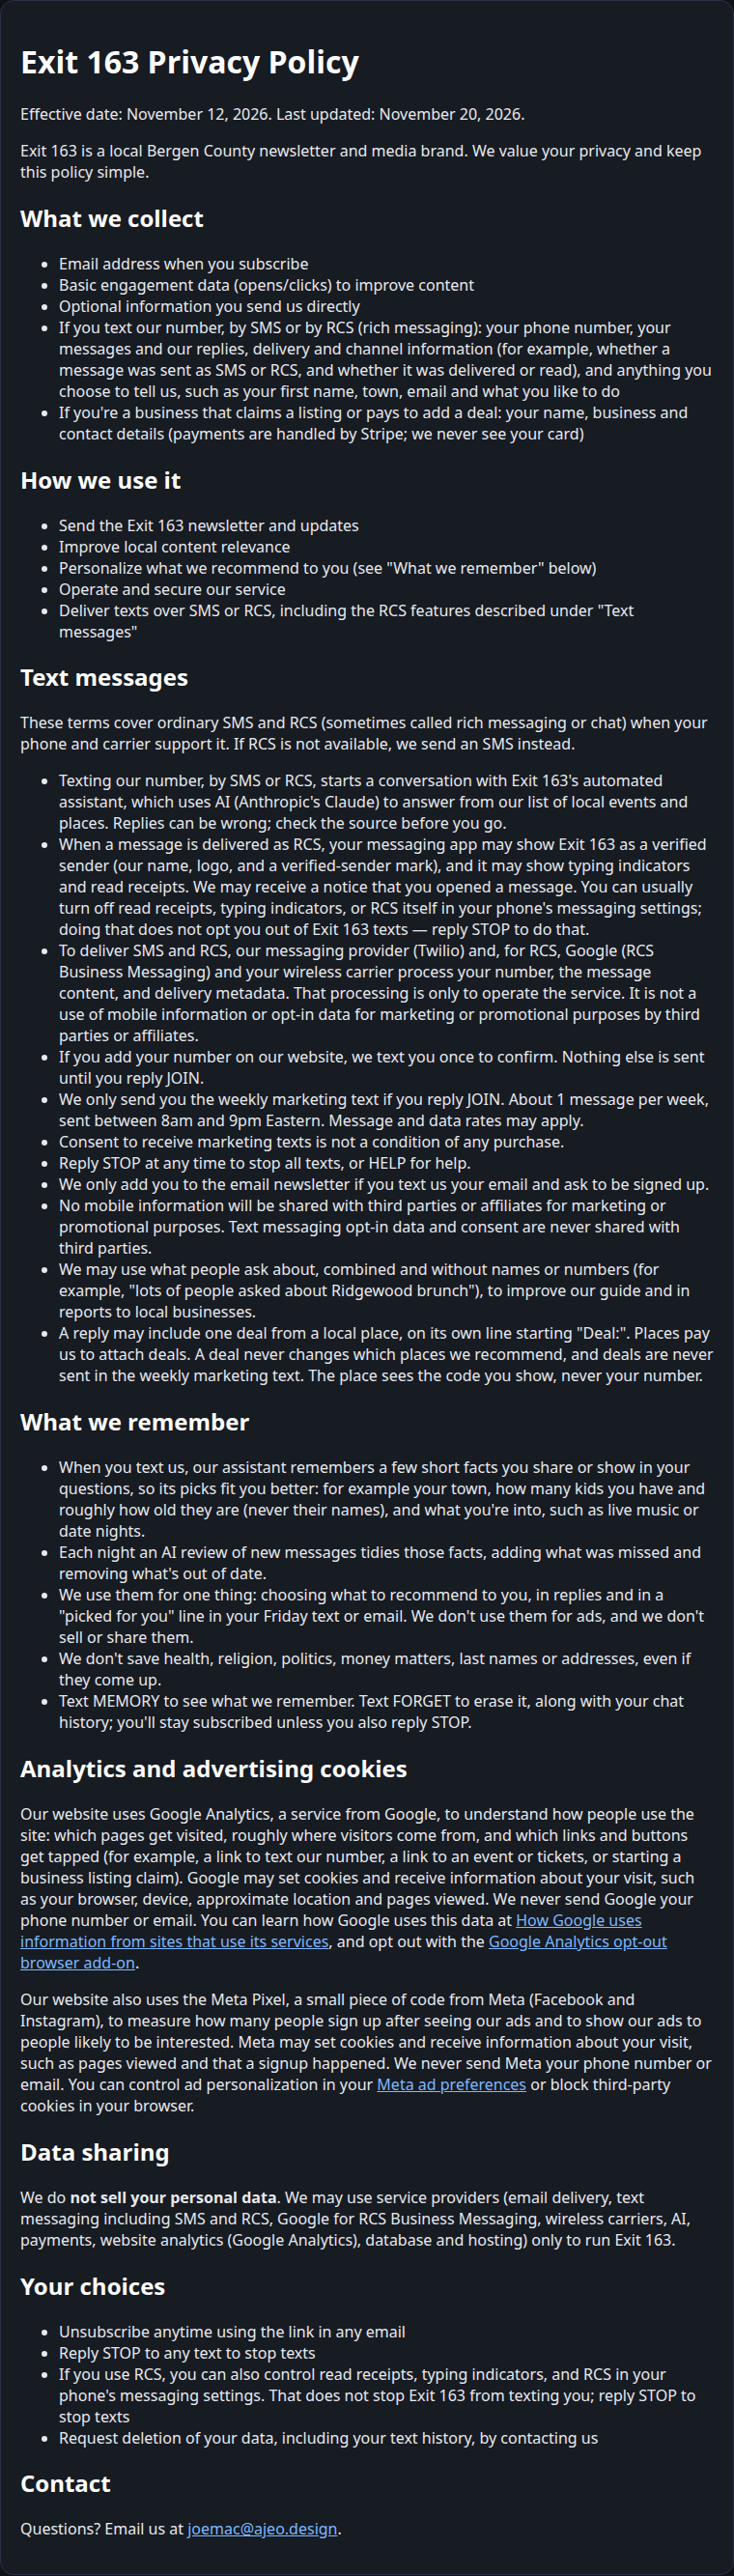 Exit 163 Privacy Policy
Effective date: November 12, 2026. Last updated: November 20, 2026.
Exit 163 is a local Bergen County newsletter and media brand. We value your privacy and keep
this policy simple.
What we collect
• Email address when you subscribe
• Basic engagement data (opens/clicks) to improve content
• Optional information you send us directly
• If you text our number, by SMS or by RCS (rich messaging): your phone number, your
messages and our replies, delivery and channel information (for example, whether a
message was sent as SMS or RCS, and whether it was delivered or read), and anything you
choose to tell us, such as your first name, town, email and what you like to do
• If you're a business that claims a listing or pays to add a deal: your name, business and
contact details (payments are handled by Stripe; we never see your card)
How we use it
• Send the Exit 163 newsletter and updates
• Improve local content relevance
• Personalize what we recommend to you (see "What we remember" below)
• Operate and secure our service
• Deliver texts over SMS or RCS, including the RCS features described under "Text
messages"
Text messages
These terms cover ordinary SMS and RCS (sometimes called rich messaging or chat) when your
phone and carrier support it. If RCS is not available, we send an SMS instead.
• Texting our number, by SMS or RCS, starts a conversation with Exit 163's automated
assistant, which uses AI (Anthropic's Claude) to answer from our list of local events and
places. Replies can be wrong; check the source before you go.
• When a message is delivered as RCS, your messaging app may show Exit 163 as a verified
sender (our name, logo, and a verified-sender mark), and it may show typing indicators
and read receipts. We may receive a notice that you opened a message. You can usually
turn off read receipts, typing indicators, or RCS itself in your phone's messaging settings;
doing that does not opt you out of Exit 163 texts — reply STOP to do that.
• To deliver SMS and RCS, our messaging provider (Twilio) and, for RCS, Google (RCS
Business Messaging) and your wireless carrier process your number, the message
content, and delivery metadata. That processing is only to operate the service. It is not a
use of mobile information or opt-in data for marketing or promotional purposes by third
parties or affiliates.
• If you add your number on our website, we text you once to confirm. Nothing else is sent
until you reply JOIN.
• We only send you the weekly marketing text if you reply JOIN. About 1 message per week,
sent between 8am and 9pm Eastern. Message and data rates may apply.
• Consent to receive marketing texts is not a condition of any purchase.
• Reply STOP at any time to stop all texts, or HELP for help.
• We only add you to the email newsletter if you text us your email and ask to be signed up.
• No mobile information will be shared with third parties or affiliates for marketing or
promotional purposes. Text messaging opt-in data and consent are never shared with
third parties.
• We may use what people ask about, combined and without names or numbers (for
example, "lots of people asked about Ridgewood brunch"), to improve our guide and in
reports to local businesses.
• A reply may include one deal from a local place, on its own line starting "Deal:". Places pay
us to attach deals. A deal never changes which places we recommend, and deals are never
sent in the weekly marketing text. The place sees the code you show, never your number.
What we remember
• When you text us, our assistant remembers a few short facts you share or show in your
questions, so its picks fit you better: for example your town, how many kids you have and
roughly how old they are (never their names), and what you're into, such as live music or
date nights.
• Each night an AI review of new messages tidies those facts, adding what was missed and
removing what's out of date.
• We use them for one thing: choosing what to recommend to you, in replies and in a
"picked for you" line in your Friday text or email. We don't use them for ads, and we don't
sell or share them.
• We don't save health, religion, politics, money matters, last names or addresses, even if
they come up.
• Text MEMORY to see what we remember. Text FORGET to erase it, along with your chat
history; you'll stay subscribed unless you also reply STOP.
Analytics and advertising cookies
Our website uses Google Analytics, a service from Google, to understand how people use the
site: which pages get visited, roughly where visitors come from, and which links and buttons
get tapped (for example, a link to text our number, a link to an event or tickets, or starting a
business listing claim). Google may set cookies and receive information about your visit, such
as your browser, device, approximate location and pages viewed. We never send Google your
phone number or email. You can learn how Google uses this data at How Google uses
information from sites that use its services, and opt out with the Google Analytics opt-out
browser add-on.
Our website also uses the Meta Pixel, a small piece of code from Meta (Facebook and
Instagram), to measure how many people sign up after seeing our ads and to show our ads to
people likely to be interested. Meta may set cookies and receive information about your visit,
such as pages viewed and that a signup happened. We never send Meta your phone number or
email. You can control ad personalization in your Meta ad preferences or block third-party
cookies in your browser.
Data sharing
We do not sell your personal data. We may use service providers (email delivery, text
messaging including SMS and RCS, Google for RCS Business Messaging, wireless carriers, AI,
payments, website analytics (Google Analytics), database and hosting) only to run Exit 163.
Your choices
• Unsubscribe anytime using the link in any email
• Reply STOP to any text to stop texts
• If you use RCS, you can also control read receipts, typing indicators, and RCS in your
phone's messaging settings. That does not stop Exit 163 from texting you; reply STOP to
stop texts
• Request deletion of your data, including your text history, by contacting us
Contact
Questions? Email us at joemac@ajeo.design.